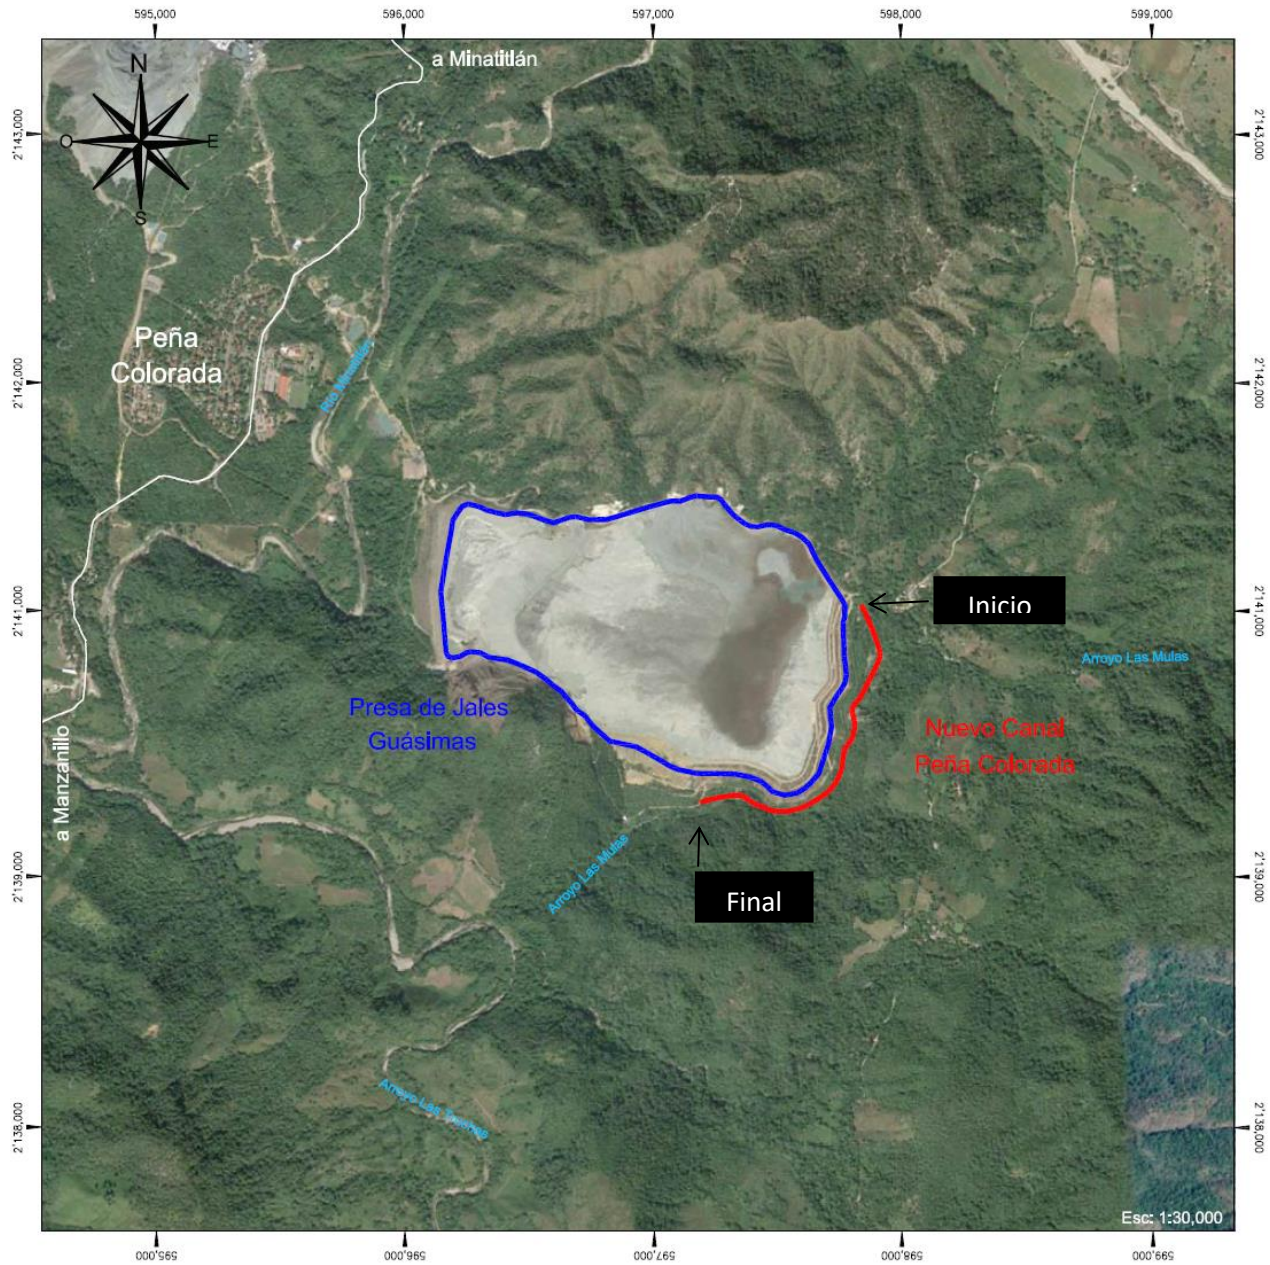 595,000
596,000
597,000
598,000
599,000
a Minatitlán
N
O
E
S
2'143,000
2'143,000
Peña
Colorada
Río Minatitlán
2'142,000
2'142,000
Inicio
2'141,000
2'141,000
Arroyo Las Mulas
Presa de Jales
Guásimas
Nuevo Canal
Peña Colorada
a Manzanillo
Arroyo Las Mulas
Final
2'139,000
2'139,000
Arroyo Las
2'138,000
2'138,000
Esc: 1:30,000
595,000
596,000
597,000
598,000
599,000